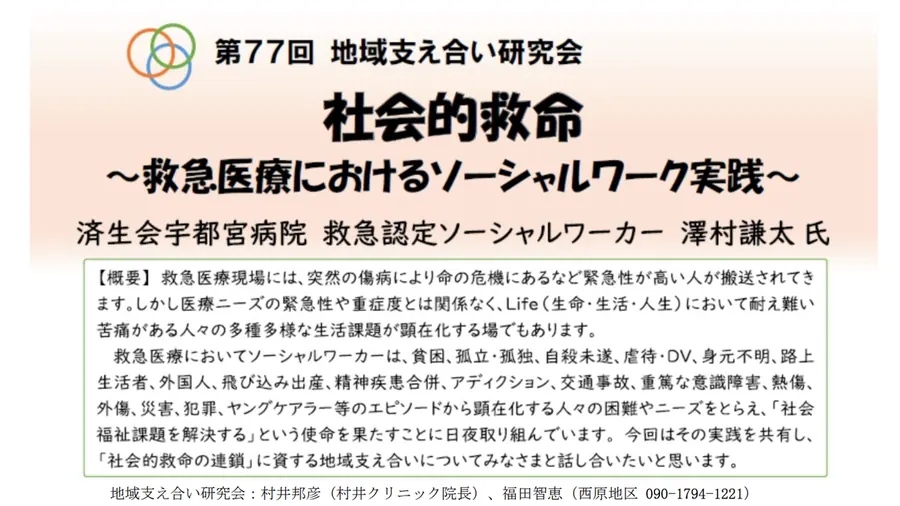 第77回 地域支え合い研究会
社会的救命
～救急医療におけるソーシャルワーク実践～
済生会宇都宮病院 救急認定ソーシャルワーカー 澤村謙太 氏
【概要】 救急医療現場には、突然の傷病により命の危機にあるなど緊急性が高い人が搬送されてき
ます。しかし医療ニーズの緊急性や重症度とは関係なく、Life（生命・生活・人生）において耐え難い
苦痛がある人々の多種多様な生活課題が顕在化する場でもあります。
救急医療においてソーシャルワーカーは、貧困、孤立・孤独、自殺未遂、虐待・DV、身元不明、路上
生活者、外国人、飛び込み出産、精神疾患合併、アディクション、交通事故、重篤な意識障害、熱傷、
外傷、災害、犯罪、ヤングケアラー等のエピソードから顕在化する人々の困難やニーズをとらえ、「社会
福祉課題を解決する」という使命を果たすことに日夜取り組んでいます。 今回はその実践を共有し、
「社会的救命の連鎖」に資する地域支え合いについてみなさまと話し合いたいと思います。
地域支え合い研究会：村井邦彦（村井クリニック院長）、福田智恵（西原地区 090-1794-1221）